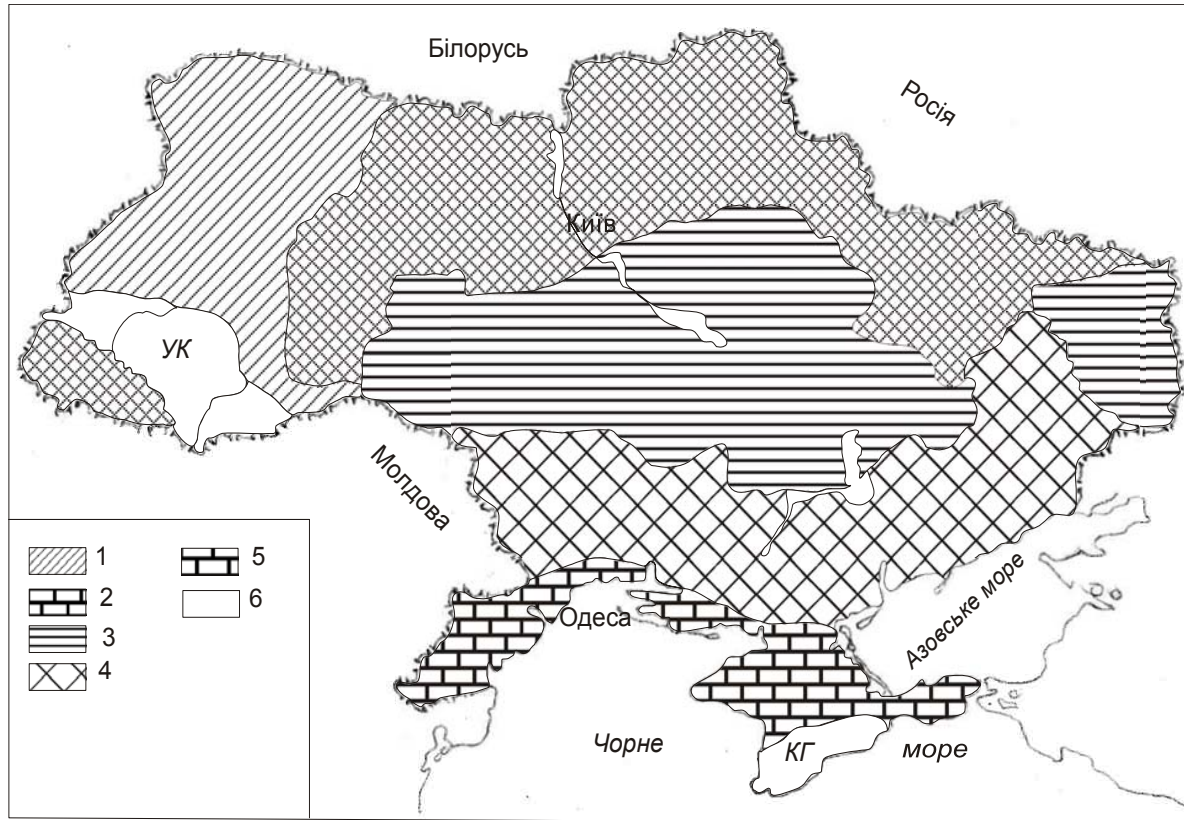 Білорусь
Росія
Київ
УК
Молдова
Одеса
Азовське море
Чорне
море
КГ
1
2
3
4
5
6